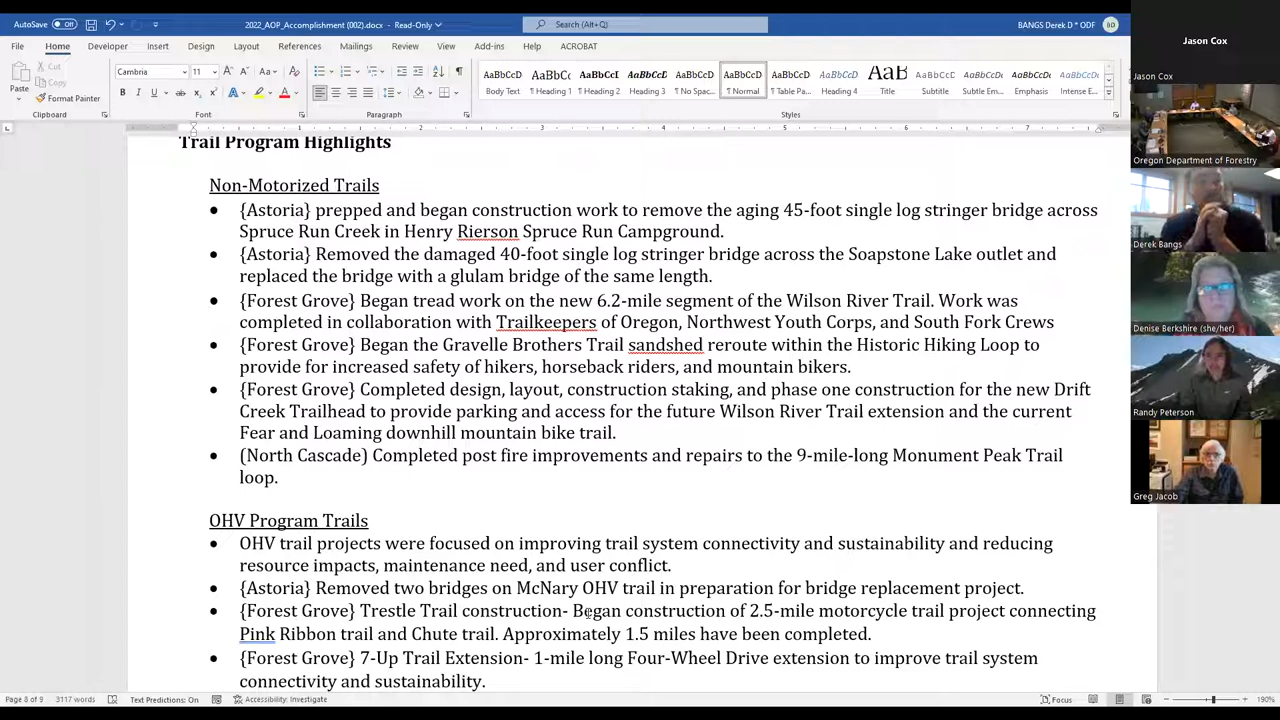 AutoSave Off 2022_AOP_Accomplishment (002).docx - Read-Only Search (Alt+Q) BANGS Derek D * ODF BD
File Home Developer Insert Design Layout References Mailings Review View Add-ins Help ACROBAT
Paste Cut Copy Format Painter
Cambria 11
AaBbCcD AaBbCc AaBbCcI AaBbCcD AaBbCcD AaBbCcD AaBbCcD AaBbCcD AaB AaBbCcD AaBbCcD AaBbCcD
Body Text ¶ Heading 1 ¶ Heading 2 Heading 3 ¶ No Spac... ¶ Normal ¶ Table Pa... Heading 4 Title Subtitle Subtle Em... Emphasis Intense E...
Clipboard Font Paragraph Styles
1 2 3 4 5 6 7
Trail Program Highlights
Non-Motorized Trails
• {Astoria} prepped and began construction work to remove the aging 45-foot single log stringer bridge across
Spruce Run Creek in Henry Rierson Spruce Run Campground.
• {Astoria} Removed the damaged 40-foot single log stringer bridge across the Soapstone Lake outlet and
replaced the bridge with a glulam bridge of the same length.
• {Forest Grove} Began tread work on the new 6.2-mile segment of the Wilson River Trail. Work was
completed in collaboration with Trailkeepers of Oregon, Northwest Youth Corps, and South Fork Crews
• {Forest Grove} Began the Gravelle Brothers Trail sandshed reroute within the Historic Hiking Loop to
provide for increased safety of hikers, horseback riders, and mountain bikers.
• {Forest Grove} Completed design, layout, construction staking, and phase one construction for the new Drift
Creek Trailhead to provide parking and access for the future Wilson River Trail extension and the current
Fear and Loaming downhill mountain bike trail.
• (North Cascade) Completed post fire improvements and repairs to the 9-mile-long Monument Peak Trail
loop.
OHV Program Trails
• OHV trail projects were focused on improving trail system connectivity and sustainability and reducing
resource impacts, maintenance need, and user conflict.
• {Astoria} Removed two bridges on McNary OHV trail in preparation for bridge replacement project.
• {Forest Grove} Trestle Trail construction- Began construction of 2.5-mile motorcycle trail project connecting
Pink Ribbon trail and Chute trail. Approximately 1.5 miles have been completed.
• {Forest Grove} 7-Up Trail Extension- 1-mile long Four-Wheel Drive extension to improve trail system
connectivity and sustainability.
Page 8 of 9 3117 words Text Predictions: On Accessibility: Investigate Focus 190%
Jason Cox
Jason Cox
Oregon Department of Forestry
Derek Bangs
Denise Berkshire (she/her)
Randy Peterson
Greg Jacob